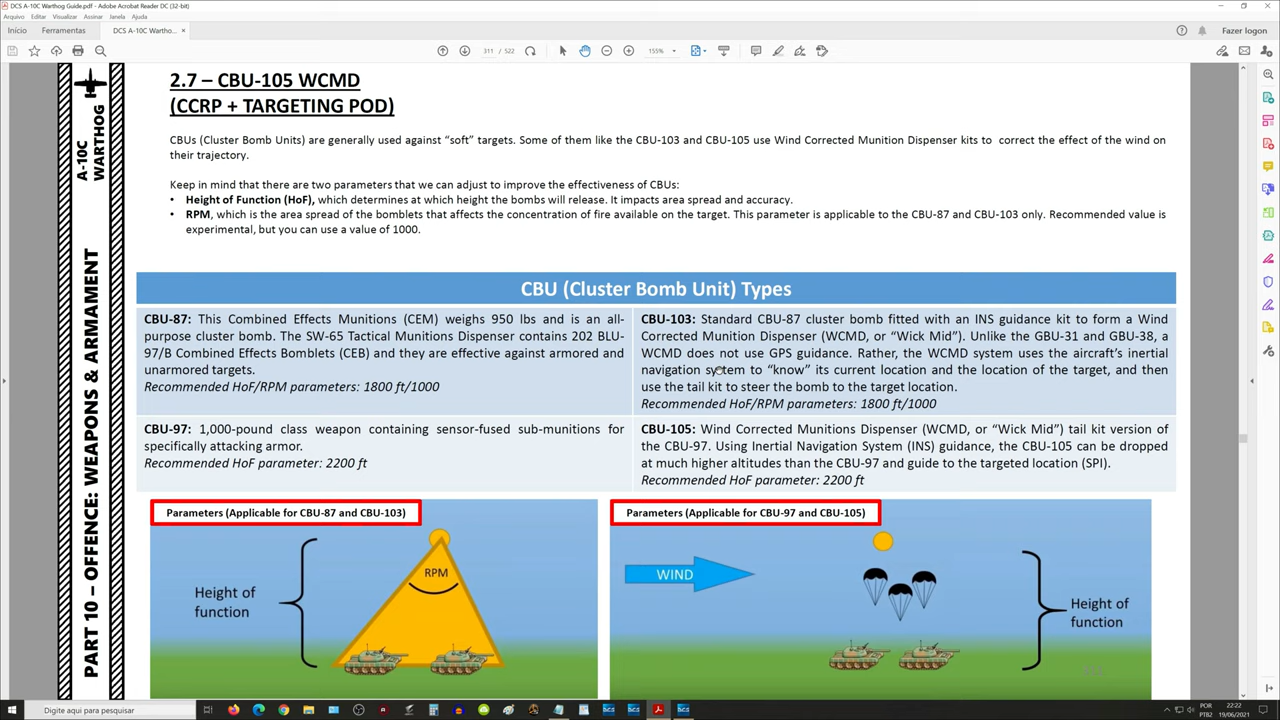 DCS A-10C Warthog Guide.pdf - Adobe Acrobat Reader DC (32-bit)
Arquivo Editar Visualizar Assinar Janela Ajuda
Início Ferramentas DCS A-10C Wartho... × Fazer logon
311 / 522 155%
A-10C
WARTHOG
PART 10 – OFFENCE: WEAPONS & ARMAMENT
2.7 – CBU-105 WCMD
(CCRP + TARGETING POD)
CBUs (Cluster Bomb Units) are generally used against “soft” targets. Some of them like the CBU-103 and CBU-105 use Wind Corrected Munition Dispenser kits to correct the effect of the wind on
their trajectory.
Keep in mind that there are two parameters that we can adjust to improve the effectiveness of CBUs:
• Height of Function (HoF), which determines at which height the bombs will release. It impacts area spread and accuracy.
• RPM, which is the area spread of the bomblets that affects the concentration of fire available on the target. This parameter is applicable to the CBU-87 and CBU-103 only. Recommended value is
experimental, but you can use a value of 1000.
CBU (Cluster Bomb Unit) Types
CBU-87: This Combined Effects Munitions (CEM) weighs 950 lbs and is an all-
purpose cluster bomb. The SW-65 Tactical Munitions Dispenser contains 202 BLU-
97/B Combined Effects Bomblets (CEB) and they are effective against armored and
unarmored targets.
Recommended HoF/RPM parameters: 1800 ft/1000
CBU-103: Standard CBU-87 cluster bomb fitted with an INS guidance kit to form a Wind
Corrected Munition Dispenser (WCMD, or “Wick Mid”). Unlike the GBU-31 and GBU-38, a
WCMD does not use GPS guidance. Rather, the WCMD system uses the aircraft’s inertial
navigation system to “know” its current location and the location of the target, and then
use the tail kit to steer the bomb to the target location.
Recommended HoF/RPM parameters: 1800 ft/1000
CBU-97: 1,000-pound class weapon containing sensor-fused sub-munitions for
specifically attacking armor.
Recommended HoF parameter: 2200 ft
CBU-105: Wind Corrected Munitions Dispenser (WCMD, or “Wick Mid”) tail kit version of
the CBU-97. Using Inertial Navigation System (INS) guidance, the CBU-105 can be dropped
at much higher altitudes than the CBU-97 and guide to the targeted location (SPI).
Recommended HoF parameter: 2200 ft
Parameters (Applicable for CBU-87 and CBU-103)
RPM
Height of
function
Parameters (Applicable for CBU-97 and CBU-105)
WIND
Height of
function
Digite aqui para pesquisar
POR
PTB2
22:22
19/06/2021